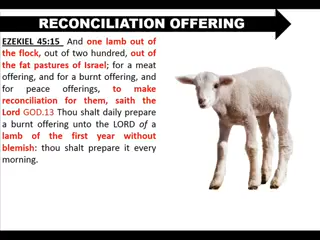 RECONCILIATION OFFERING
EZEKIEL 45:15 And one lamb out of
the flock, out of two hundred, out of
the fat pastures of Israel; for a meat
offering, and for a burnt offering, and
for peace offerings, to make
reconciliation for them, saith the
Lord GOD.13 Thou shalt daily prepare
a burnt offering unto the LORD of a
lamb of the first year without
blemish: thou shalt prepare it every
morning.